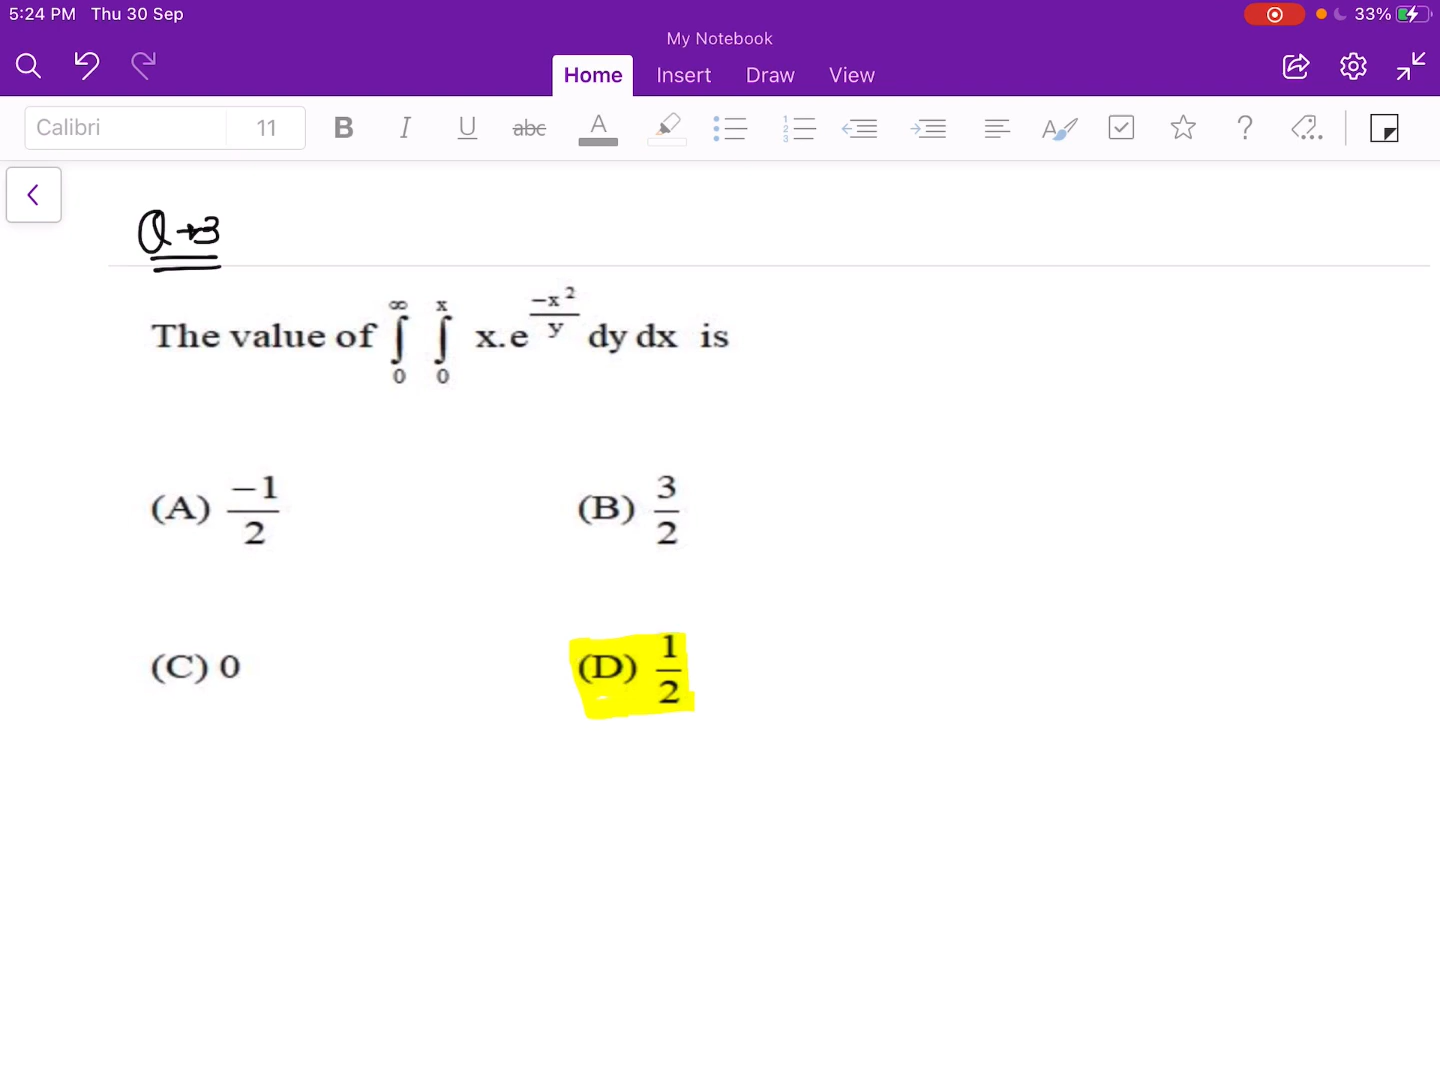 5:24 PM Thu 30 Sep
33%
My Notebook
Home Insert Draw View
Calibri 11 B I U abc A
Q→3
The value of ∫₀^∞ ∫₀^x x.e^(-x²/y) dy dx is
(A) -1/2 (B) 3/2
(C) 0 (D) 1/2